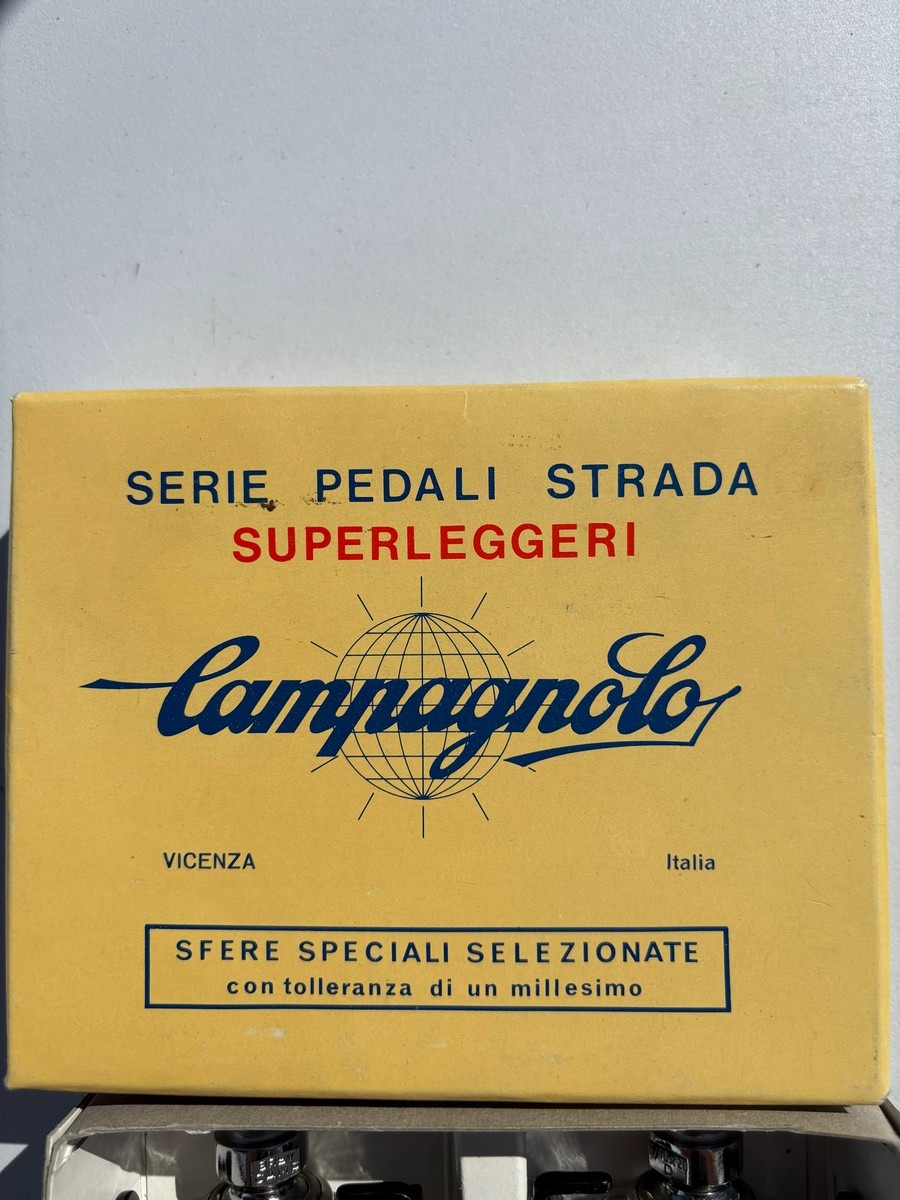 SERIE PEDALI STRADA
SUPERLEGGERI
Campagnolo
VICENZA Italia
SFERE SPECIALI SELEZIONATE
con tolleranza di un millesimo